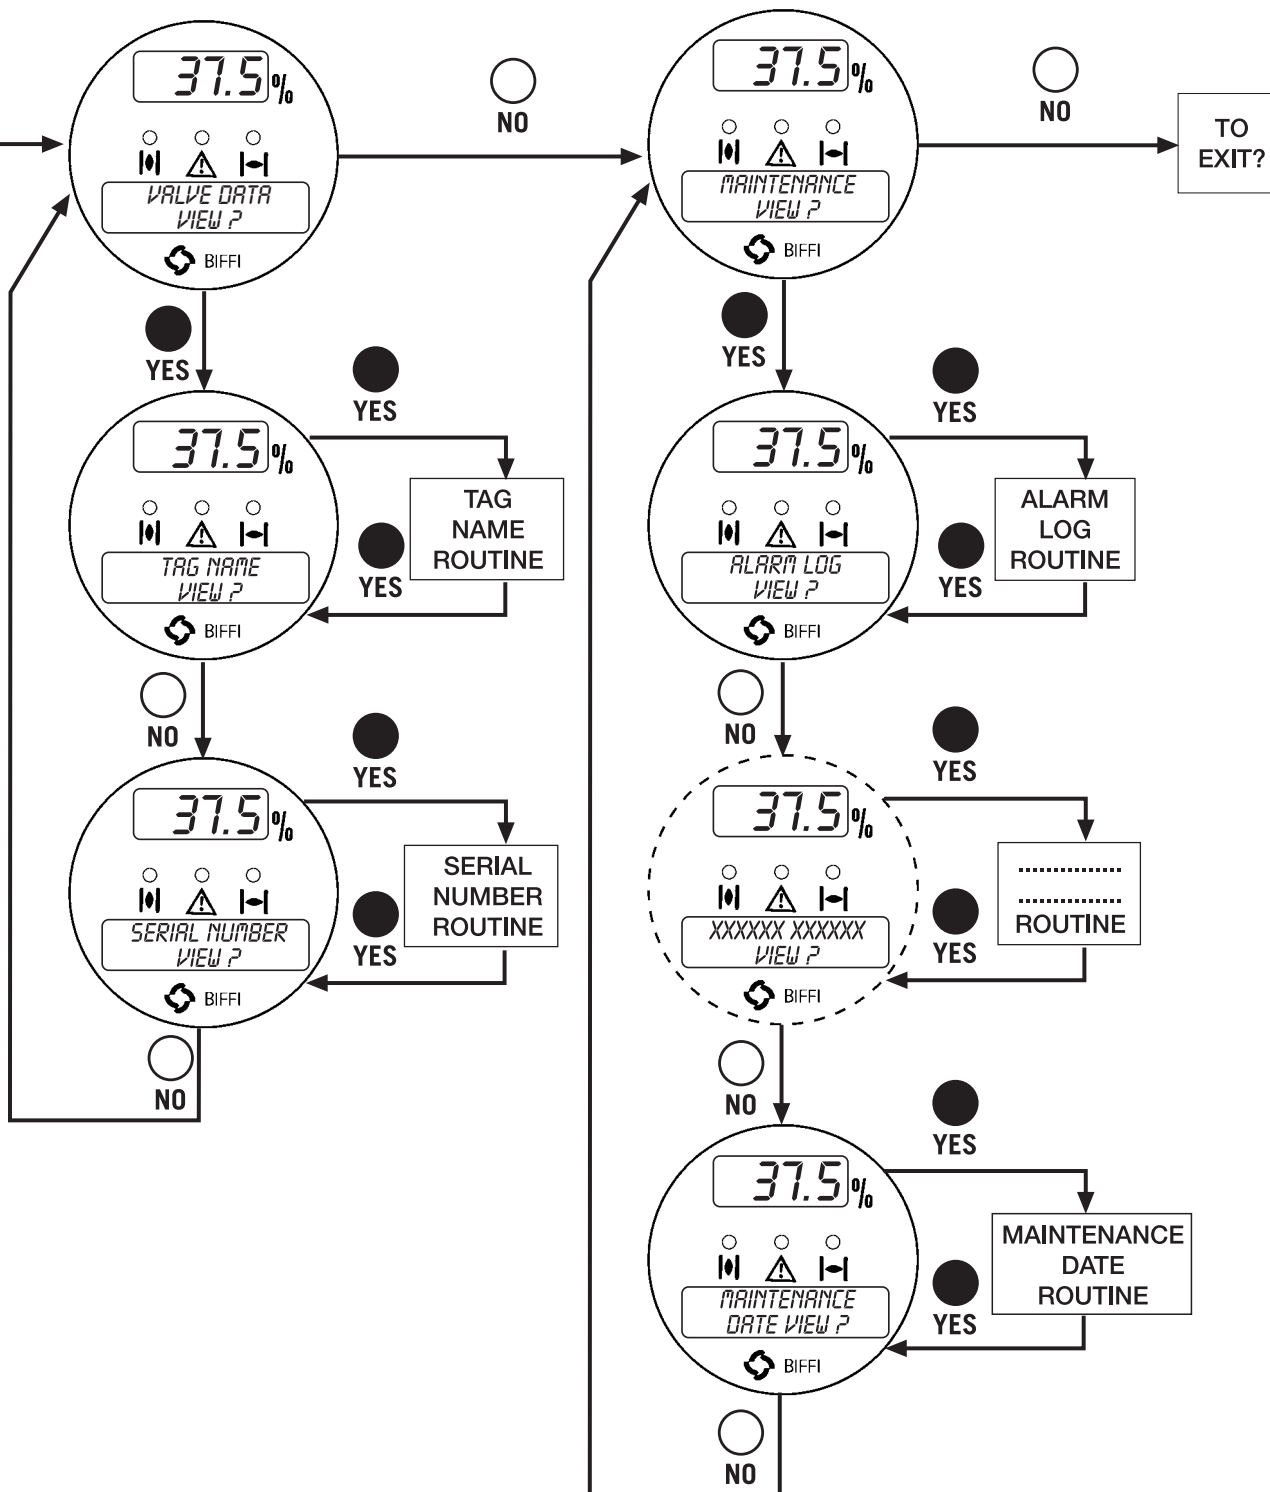 37.5%
VALVE DATA
VIEW ?
BIFFI
NO
37.5%
MAINTENANCE
VIEW ?
BIFFI
NO
TO
EXIT?
YES
37.5%
TAG NAME
VIEW ?
BIFFI
YES
TAG
NAME
ROUTINE
YES
NO
37.5%
SERIAL NUMBER
VIEW ?
BIFFI
YES
SERIAL
NUMBER
ROUTINE
YES
NO
YES
37.5%
ALARM LOG
VIEW ?
BIFFI
YES
ALARM
LOG
ROUTINE
YES
NO
37.5%
XXXXXX XXXXXX
VIEW ?
BIFFI
YES
....................
....................
ROUTINE
YES
NO
37.5%
MAINTENANCE
DATE VIEW ?
BIFFI
YES
MAINTENANCE
DATE
ROUTINE
YES
NO